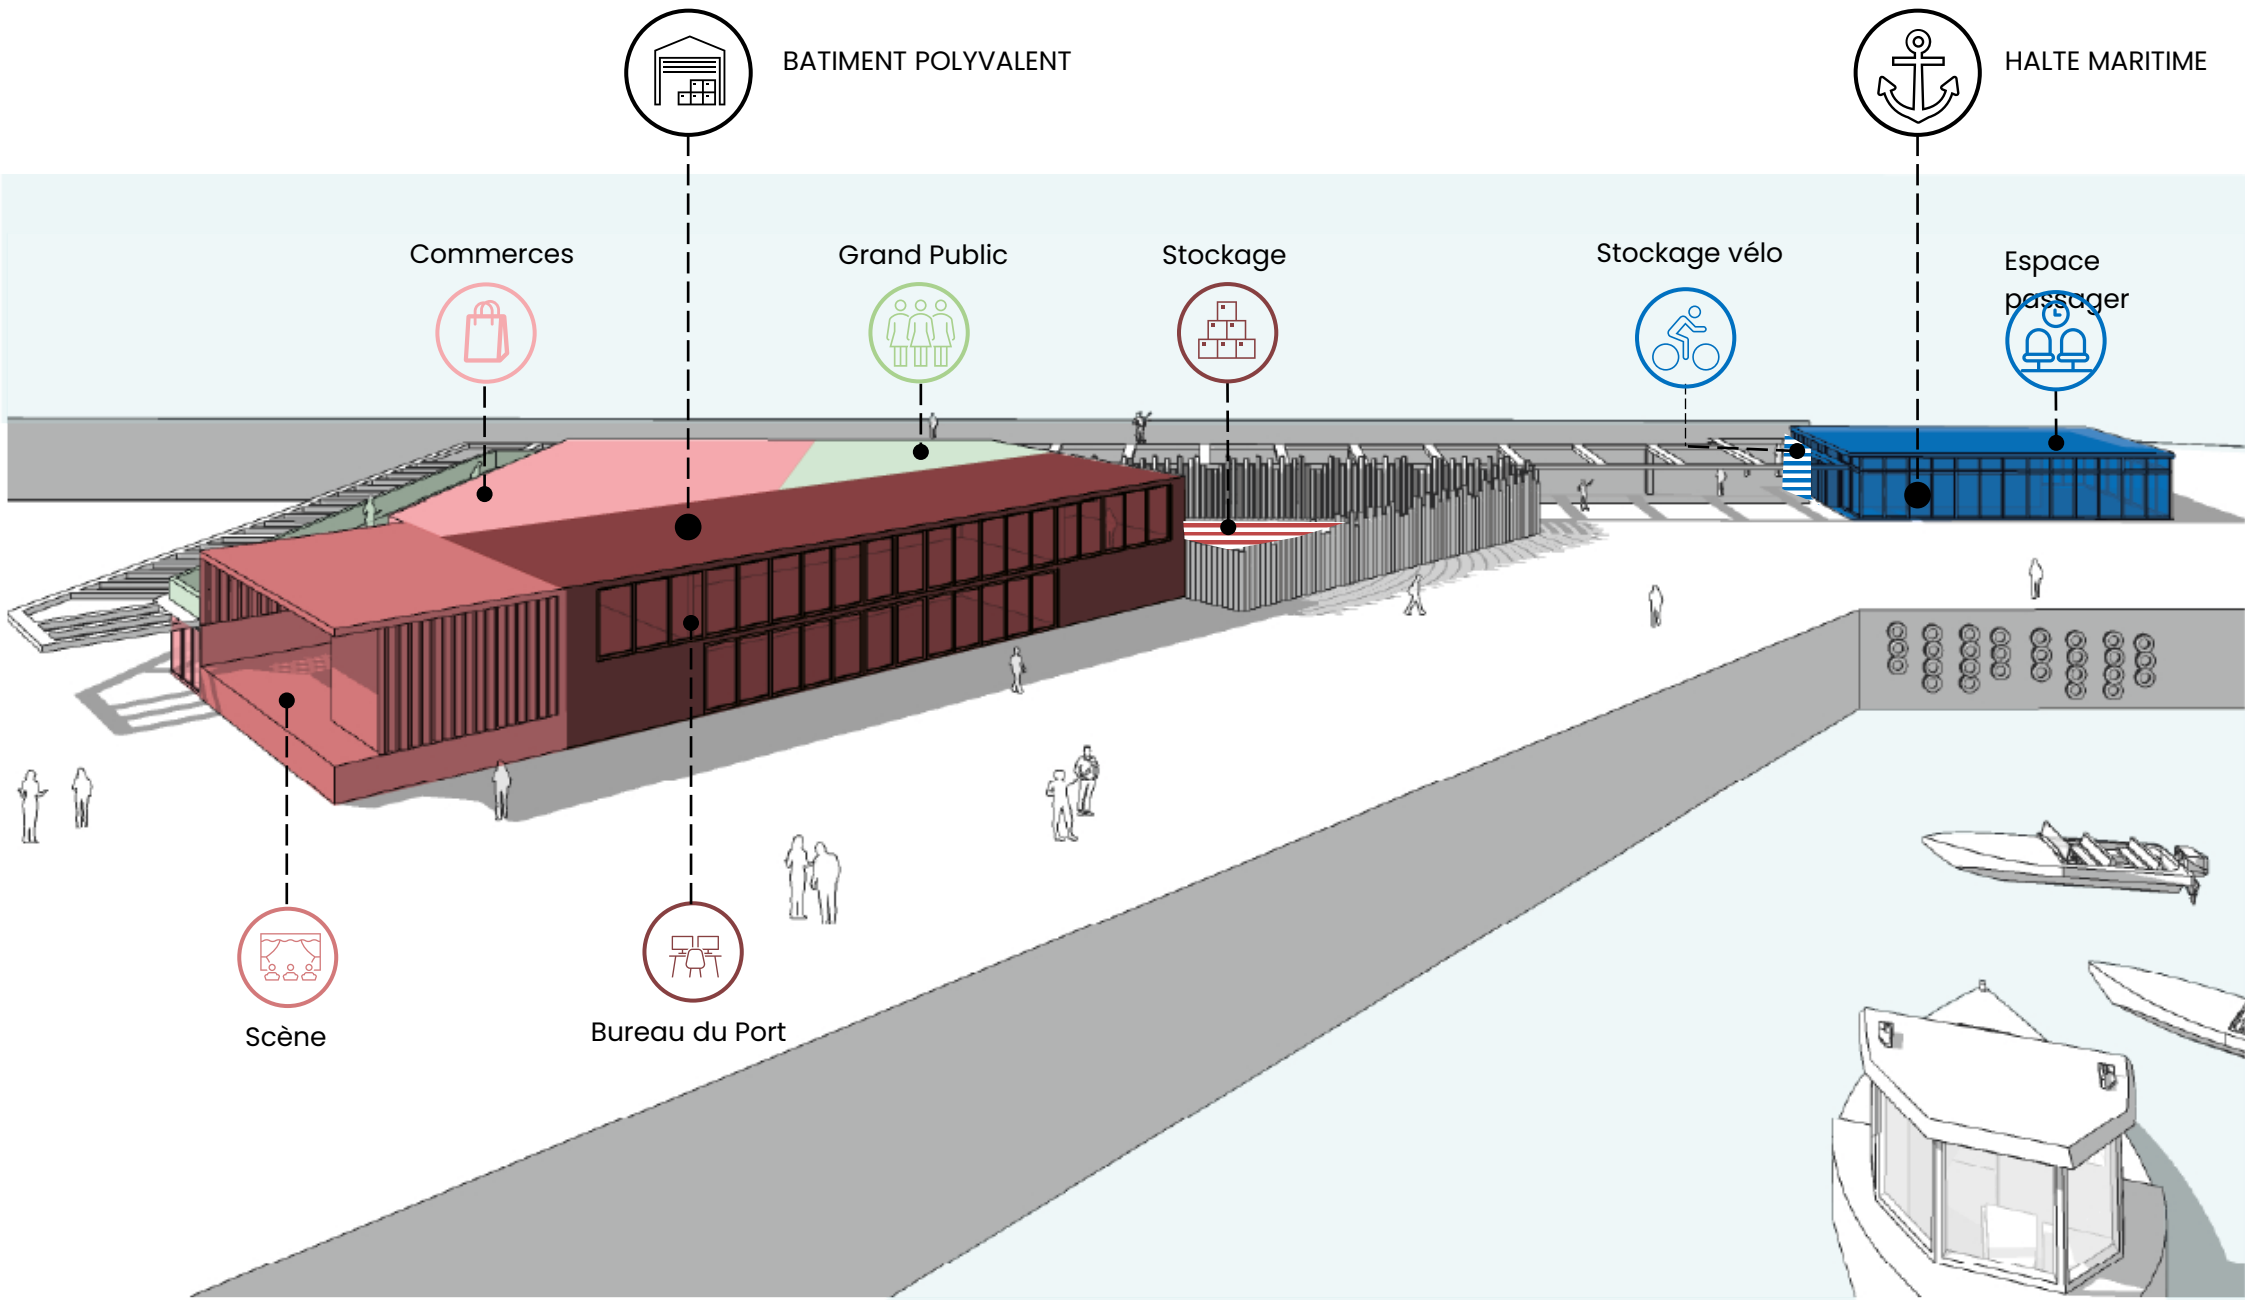 BATIMENT POLYVALENT
HALTE MARITIME
Commerces
Grand Public
Stockage
Stockage vélo
Espace
passager
Scène
Bureau du Port